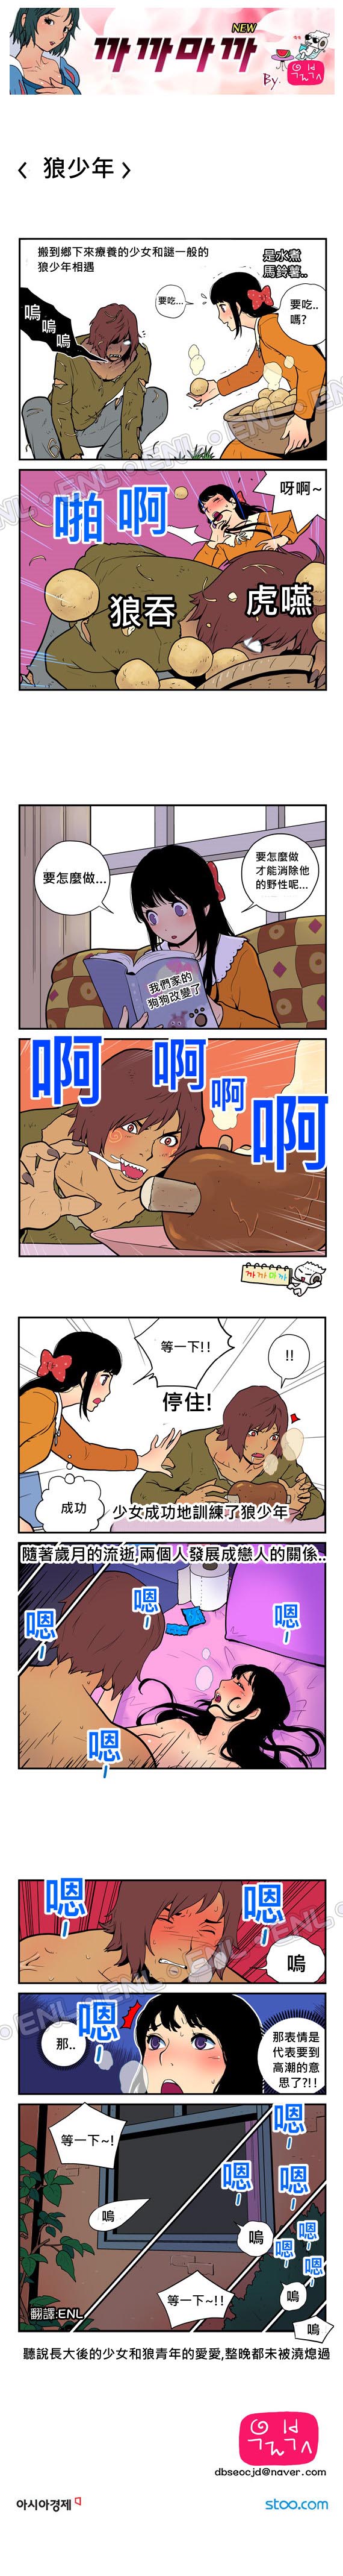 NEW
까까마까
By.
윤보성
〈 狼少年 〉
搬到鄉下來療養的少女和謎一般的
狼少年相遇
是水煮
馬鈴薯..
嗚
嗚
嗚
要吃...
要吃..
嗎?
ENL
啪
啊
呀啊~
狼吞
虎嚥
要怎麼做...
要怎麼做
才能消除他
的野性呢...
我們家的
狗狗改變了
啊
啊
啊
啊
까까마까
等一下!!
!!
停住!
成功
少女成功地訓練了狼少年
隨著歲月的流逝,兩個人發展成戀人的關係..
嗯
嗯
嗯
嗯
嗯
嗯
嗚
ENL
嗯
那..
那表情是
代表要到
高潮的意
思了?!!
嗯
等一下~!
嗯
嗯
嗚
嗚
嗯
嗯
嗯
等一下~!!
嗚
嗚
翻譯:ENL
聽說長大後的少女和狼青年的愛愛,整晚都未被澆熄過
dbseocjd@naver.com
아시아경제
stoo.com